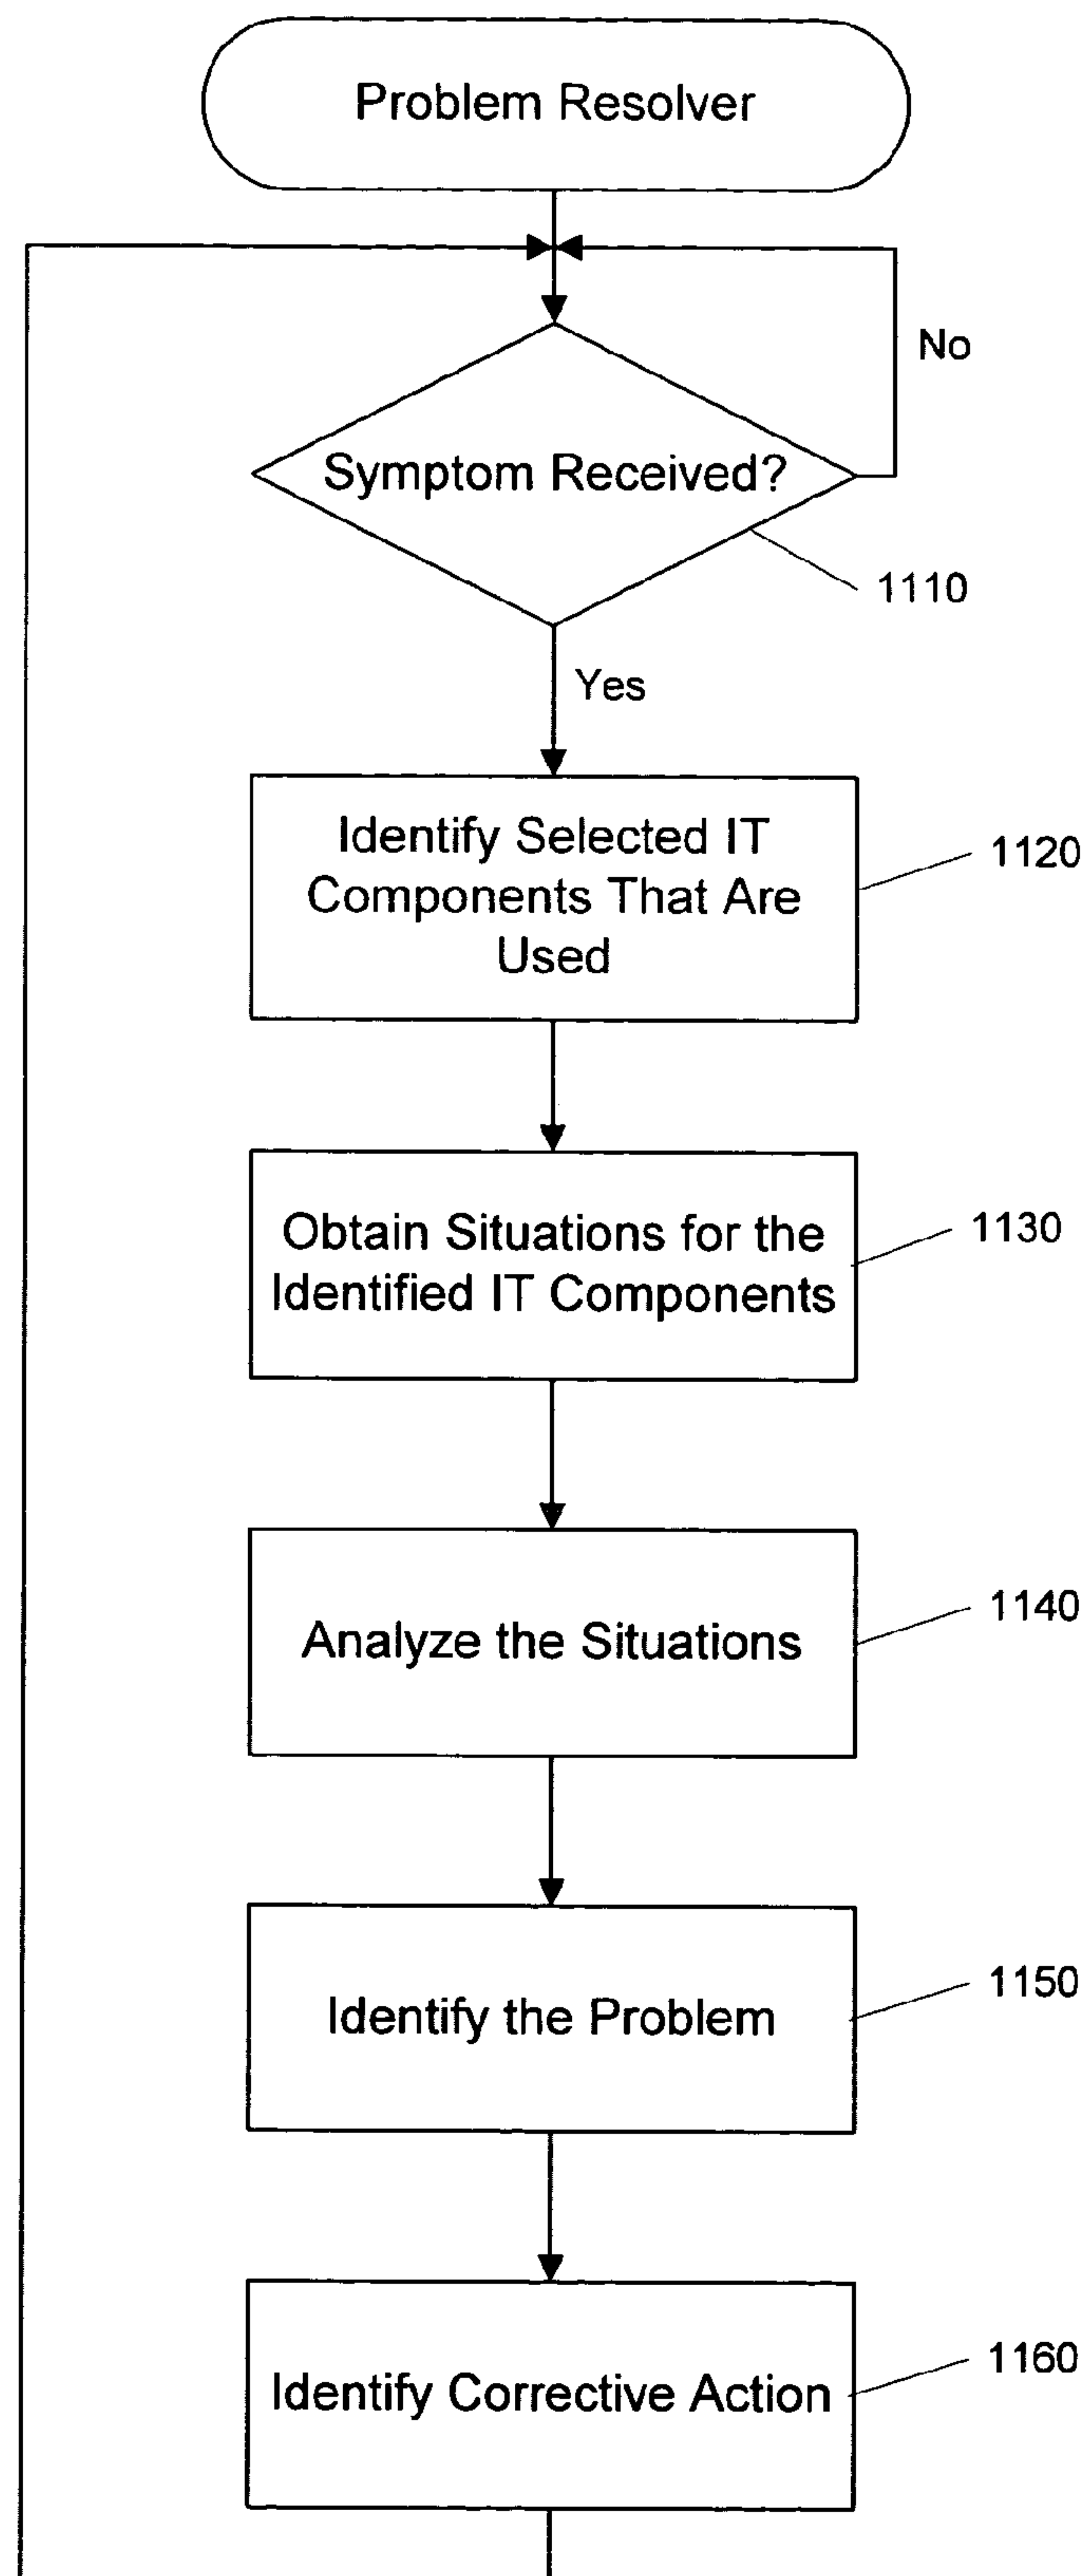 Problem Resolver
No
Symptom Received?
1110
Yes
Identify Selected IT
Components That Are
Used
1120
Obtain Situations for the
Identified IT Components
1130
Analyze the Situations
1140
Identify the Problem
1150
Identify Corrective Action
1160